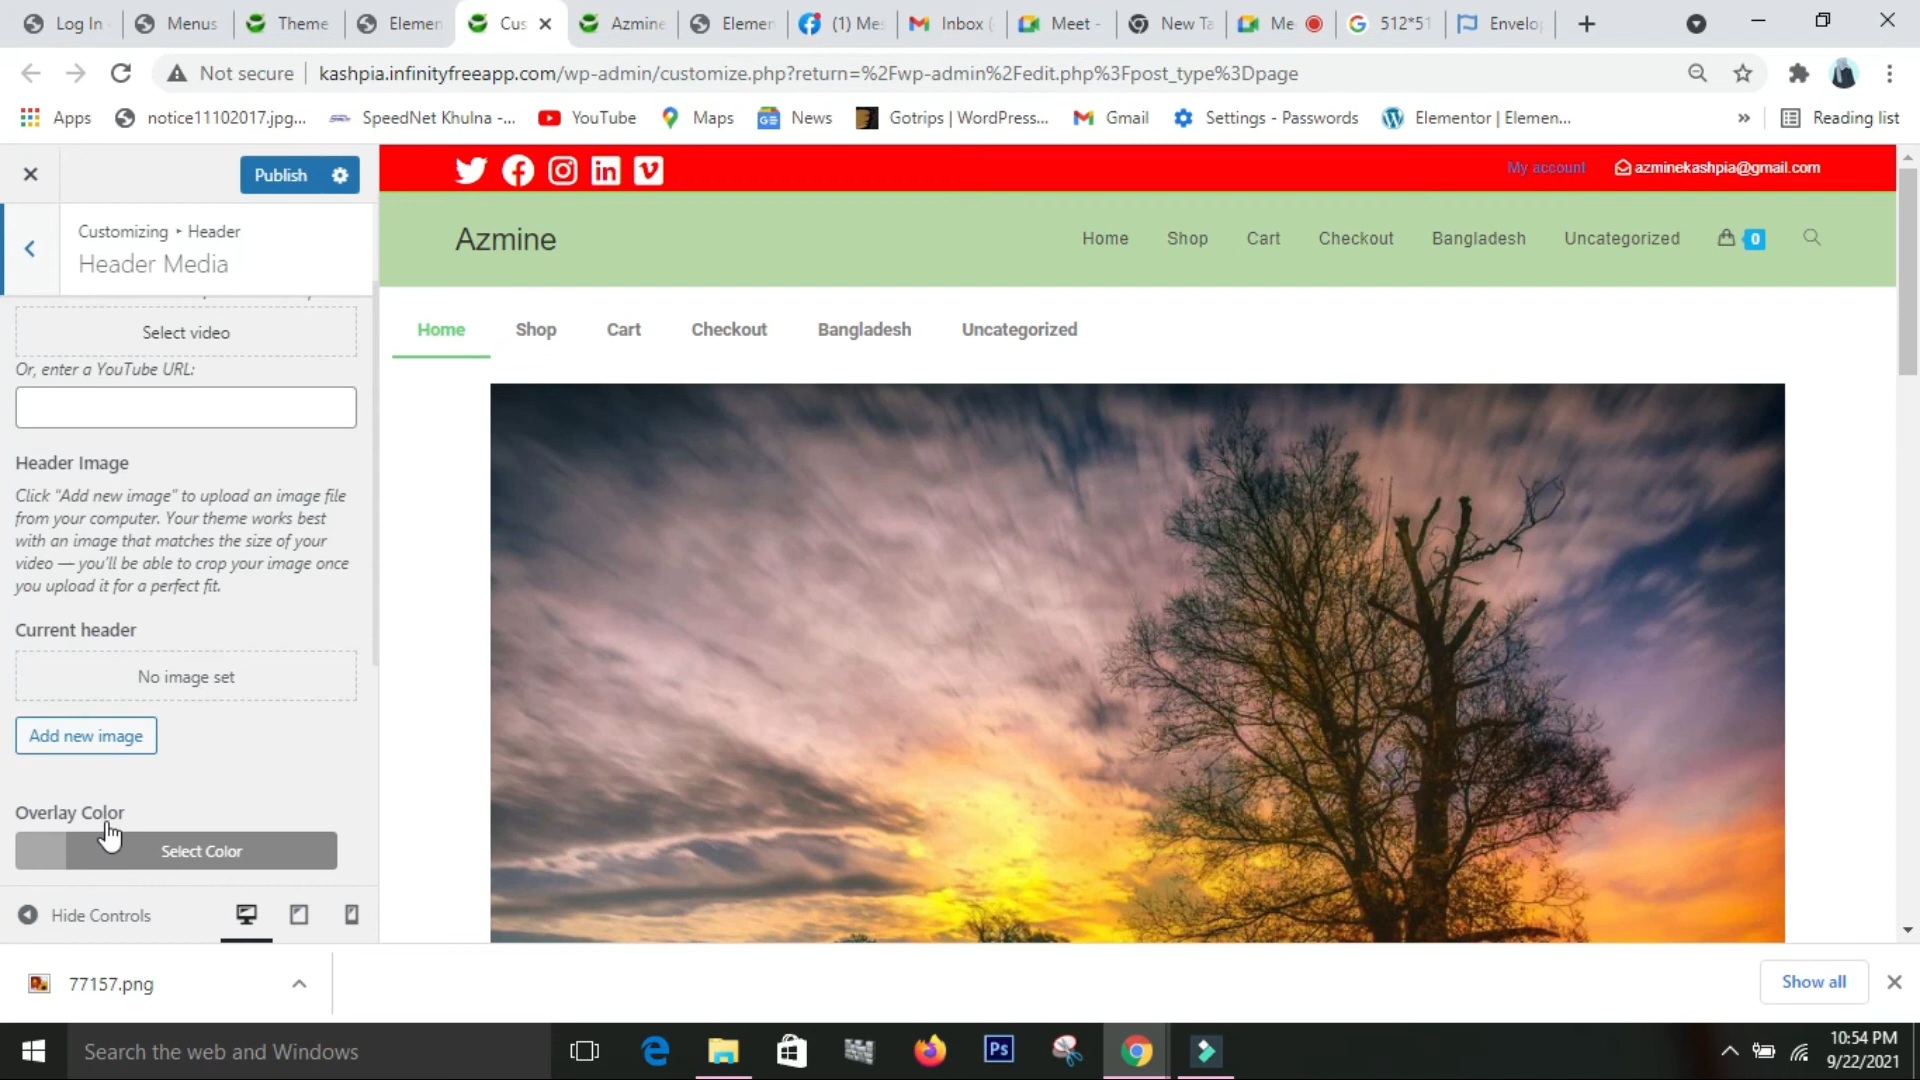 Log In
Menus
Theme
Elemen
Cus
Azmine
Elemen
(1) Mes
Inbox (
Meet -
New Ta
Me
512*51
Envelo
Not secure
kashpia.infinityfreeapp.com/wp-admin/customize.php?return=%2Fwp-admin%2Fedit.php%3Fpost_type%3Dpage
Apps
notice11102017.jpg...
SpeedNet Khulna -...
YouTube
Maps
News
Gotrips | WordPress...
Gmail
Settings - Passwords
Elementor | Elemen...
»
Reading list
Publish
My account
azminekashpia@gmail.com
Customizing ▸ Header
Header Media
Azmine
Home
Shop
Cart
Checkout
Bangladesh
Uncategorized
0
Select video
Home
Shop
Cart
Checkout
Bangladesh
Uncategorized
Or, enter a YouTube URL:
Header Image
Click “Add new image” to upload an image file
from your computer. Your theme works best
with an image that matches the size of your
video — you’ll be able to crop your image once
you upload it for a perfect fit.
Current header
No image set
Add new image
Overlay Color
Select Color
Hide Controls
77157.png
Show all
Search the web and Windows
Ps
10:54 PM
9/22/2021